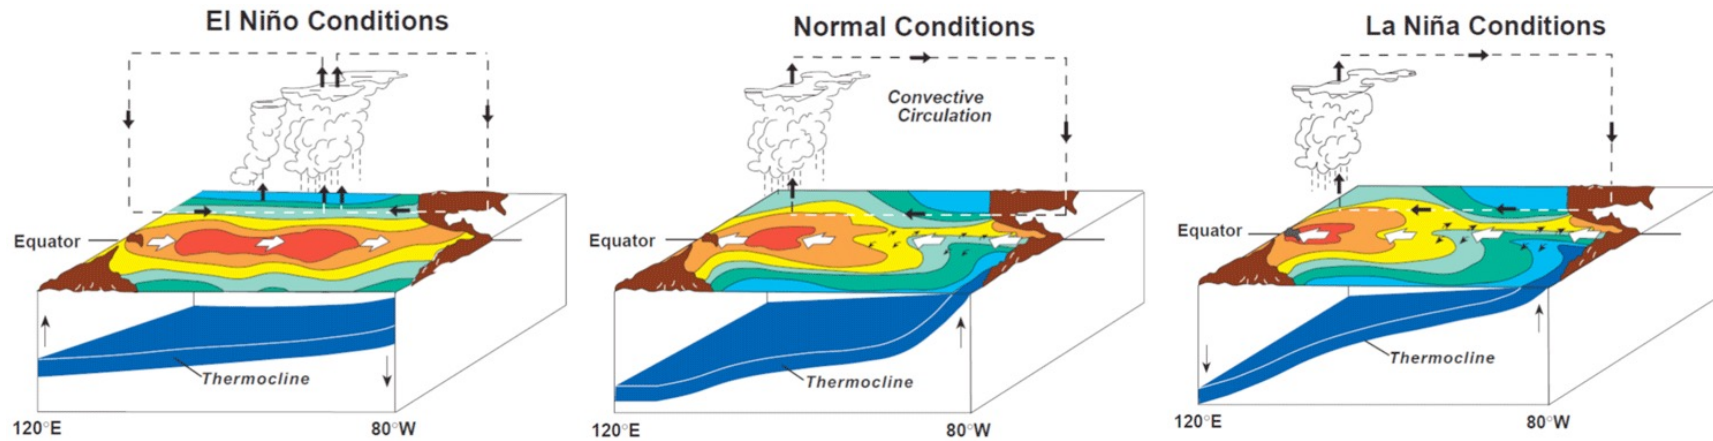 El Niño Conditions
Equator
Thermocline
120°E
80°W
Normal Conditions
Convective
Circulation
Equator
Thermocline
120°E
80°W
La Niña Conditions
Equator
Thermocline
120°E
80°W